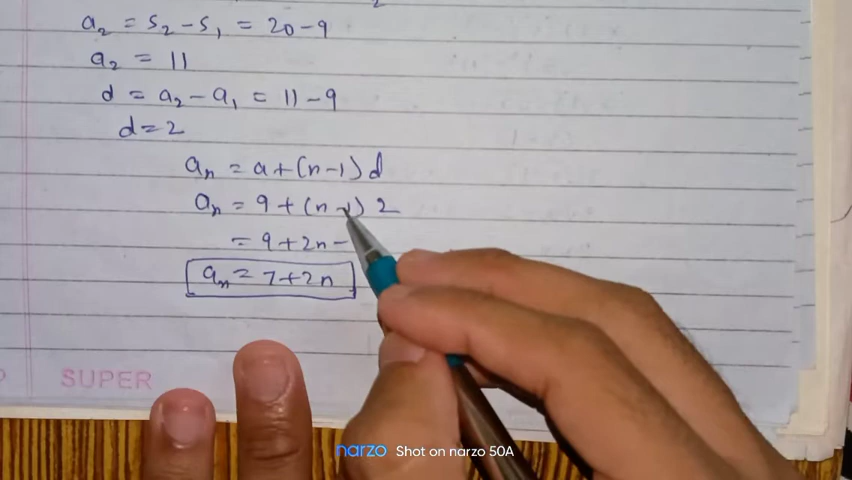 a₂ = S₂ - S₁ = 20 - 9
a₂ = 11
d = a₂ - a₁ = 11 - 9
d = 2
aₙ = a + (n - 1) d
aₙ = 9 + (n - 1) 2
= 9 + 2n -
aₙ = 7 + 2n
SUPER
narzo Shot on narzo 50A